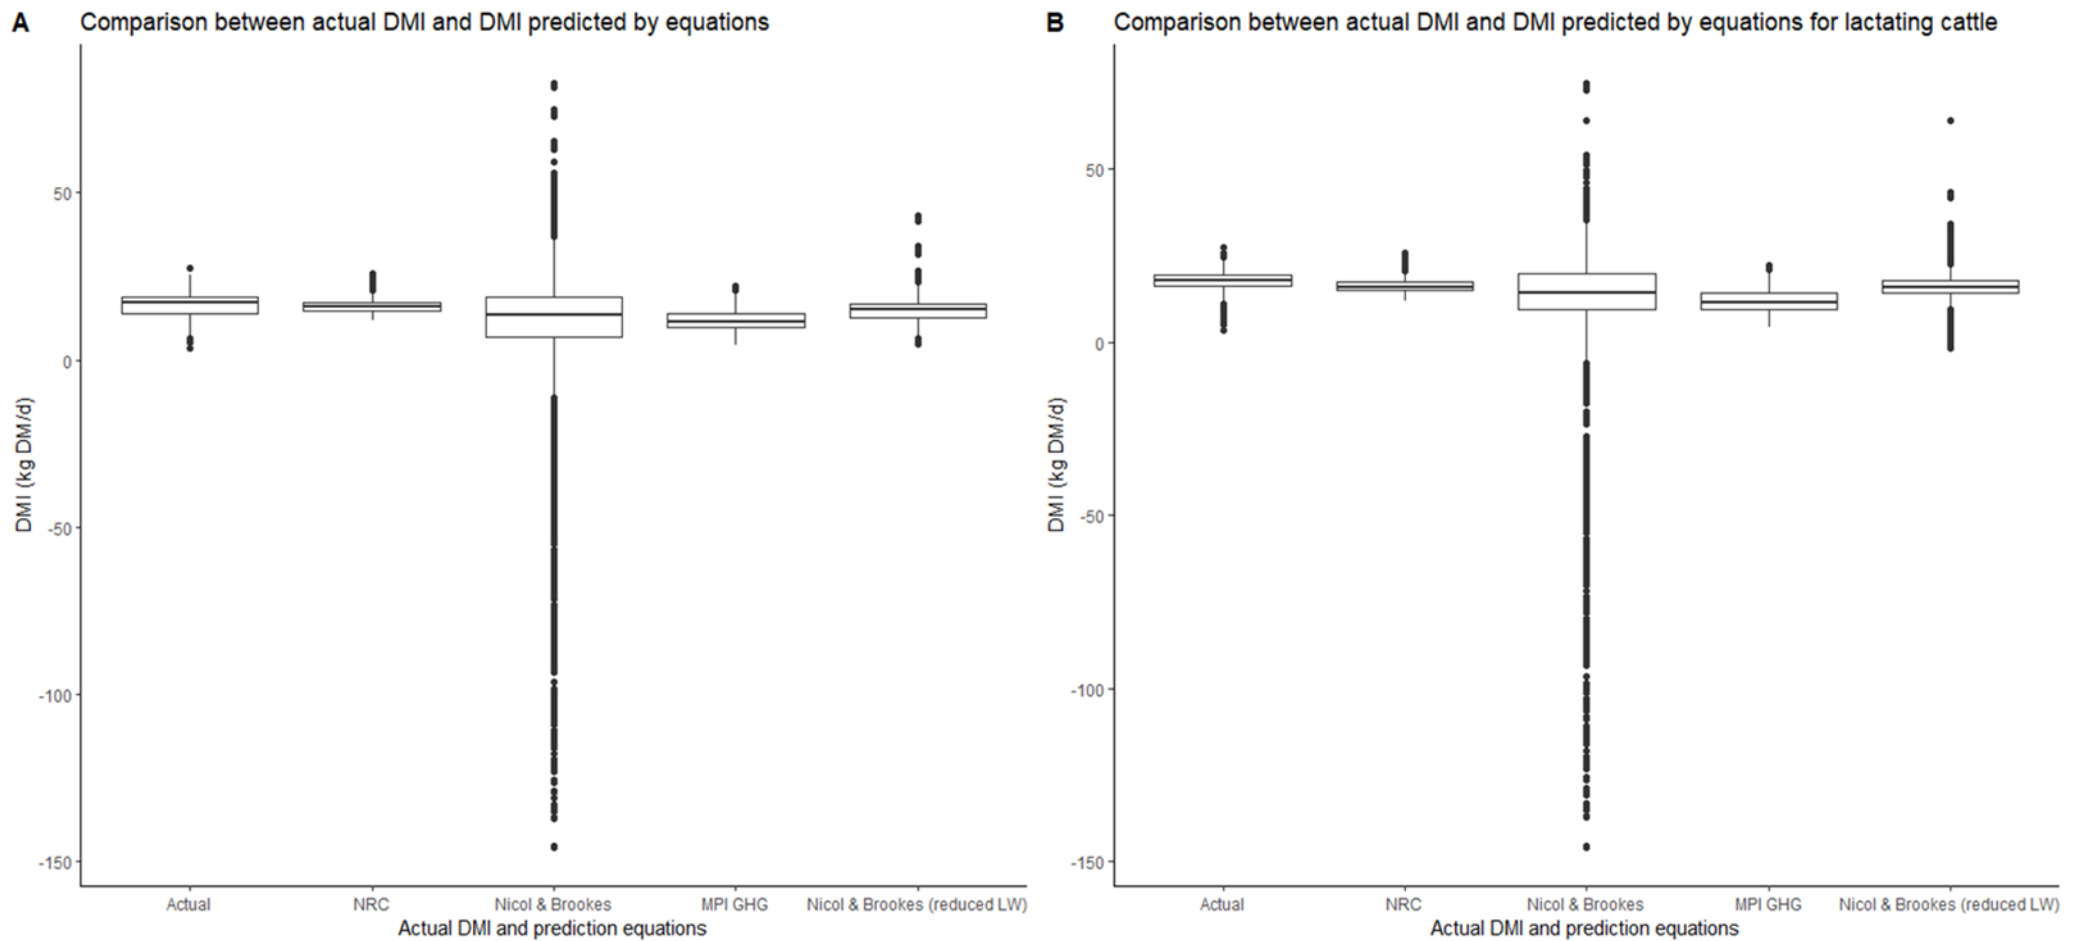 A Comparison between actual DMI and DMI predicted by equations
DMI (kg DM/d)
50
0
-50
-100
-150
Actual
NRC
Nicol & Brookes
MPI GHG
Nicol & Brookes (reduced LW)
Actual DMI and prediction equations
B Comparison between actual DMI and DMI predicted by equations for lactating cattle
DMI (kg DM/d)
50
0
-50
-100
-150
Actual
NRC
Nicol & Brookes
MPI GHG
Nicol & Brookes (reduced LW)
Actual DMI and prediction equations